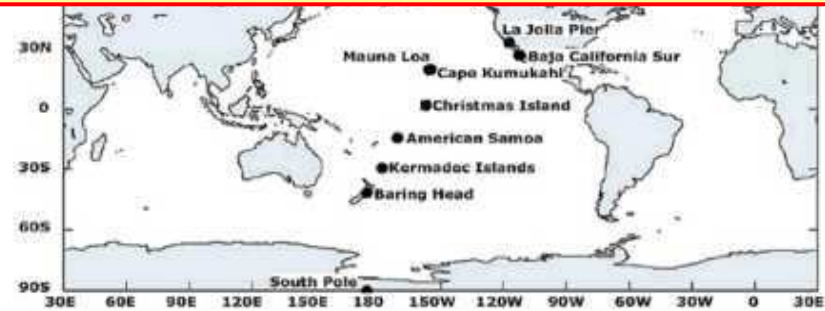 La Jolla Pier
30N
Mauna Loa
Baja California Sur
Cape Kumukahi
0
Christmas Island
American Samoa
30S
Kermadec Islands
Baring Head
60S
South Pole
90S
30E 60E 90E 120E 150E 180 150W 120W 90W 60W 30W 0 30E